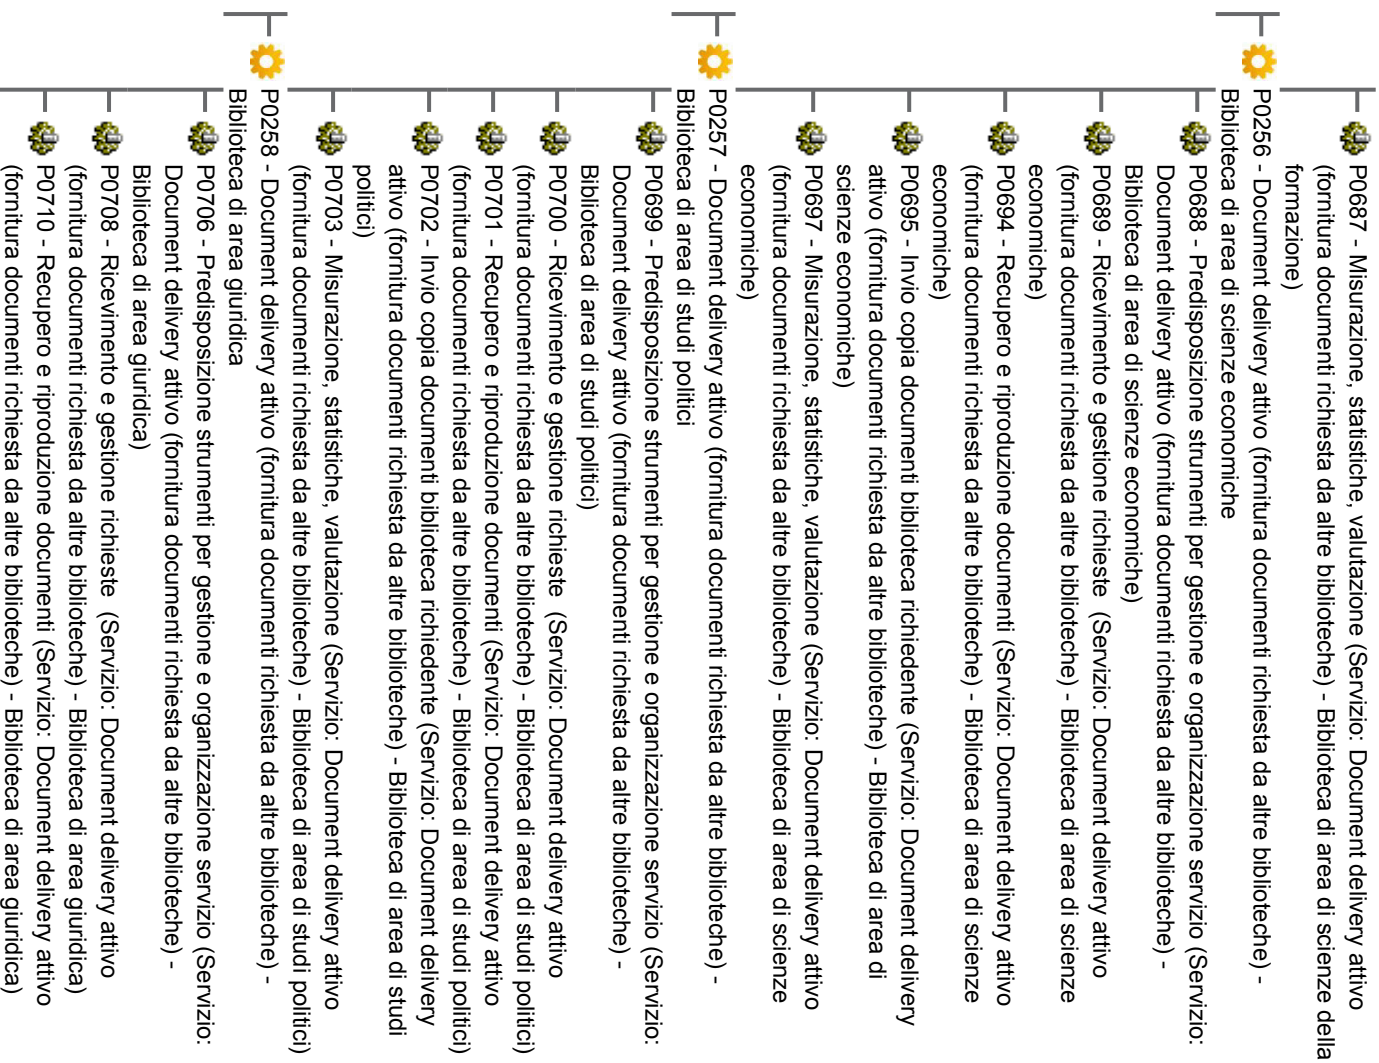 P0687 - Misurazione, statistiche, valutazione (Servizio: Document delivery attivo
(fornitura documenti richiesta da altre biblioteche) - Biblioteca di area di scienze della
formazione)
P0256 - Document delivery attivo (fornitura documenti richiesta da altre biblioteche) -
Biblioteca di area di scienze economiche
P0688 - Predisposizione strumenti per gestione e organizzazione servizio (Servizio:
Document delivery attivo (fornitura documenti richiesta da altre biblioteche) -
Biblioteca di area di scienze economiche)
P0689 - Ricevimento e gestione richieste (Servizio: Document delivery attivo
(fornitura documenti richiesta da altre biblioteche) - Biblioteca di area di scienze
economiche)
P0694 - Recupero e riproduzione documenti (Servizio: Document delivery attivo
(fornitura documenti richiesta da altre biblioteche) - Biblioteca di area di scienze
economiche)
P0695 - Invio copia documenti biblioteca richiedente (Servizio: Document delivery
attivo (fornitura documenti richiesta da altre biblioteche) - Biblioteca di area di
scienze economiche)
P0697 - Misurazione, statistiche, valutazione (Servizio: Document delivery attivo
(fornitura documenti richiesta da altre biblioteche) - Biblioteca di area di scienze
economiche)
P0257 - Document delivery attivo (fornitura documenti richiesta da altre biblioteche) -
Biblioteca di area di studi politici
P0699 - Predisposizione strumenti per gestione e organizzazione servizio (Servizio:
Document delivery attivo (fornitura documenti richiesta da altre biblioteche) -
Biblioteca di area di studi politici)
P0700 - Ricevimento e gestione richieste (Servizio: Document delivery attivo
(fornitura documenti richiesta da altre biblioteche) - Biblioteca di area di studi politici)
P0701 - Recupero e riproduzione documenti (Servizio: Document delivery attivo
(fornitura documenti richiesta da altre biblioteche) - Biblioteca di area di studi politici)
P0702 - Invio copia documenti biblioteca richiedente (Servizio: Document delivery
attivo (fornitura documenti richiesta da altre biblioteche) - Biblioteca di area di studi
politici)
P0703 - Misurazione, statistiche, valutazione (Servizio: Document delivery attivo
(fornitura documenti richiesta da altre biblioteche) - Biblioteca di area di studi politici)
P0258 - Document delivery attivo (fornitura documenti richiesta da altre biblioteche) -
Biblioteca di area giuridica
P0706 - Predisposizione strumenti per gestione e organizzazione servizio (Servizio:
Document delivery attivo (fornitura documenti richiesta da altre biblioteche) -
Biblioteca di area giuridica)
P0708 - Ricevimento e gestione richieste (Servizio: Document delivery attivo
(fornitura documenti richiesta da altre biblioteche) - Biblioteca di area giuridica)
P0710 - Recupero e riproduzione documenti (Servizio: Document delivery attivo
(fornitura documenti richiesta da altre biblioteche) - Biblioteca di area giuridica)